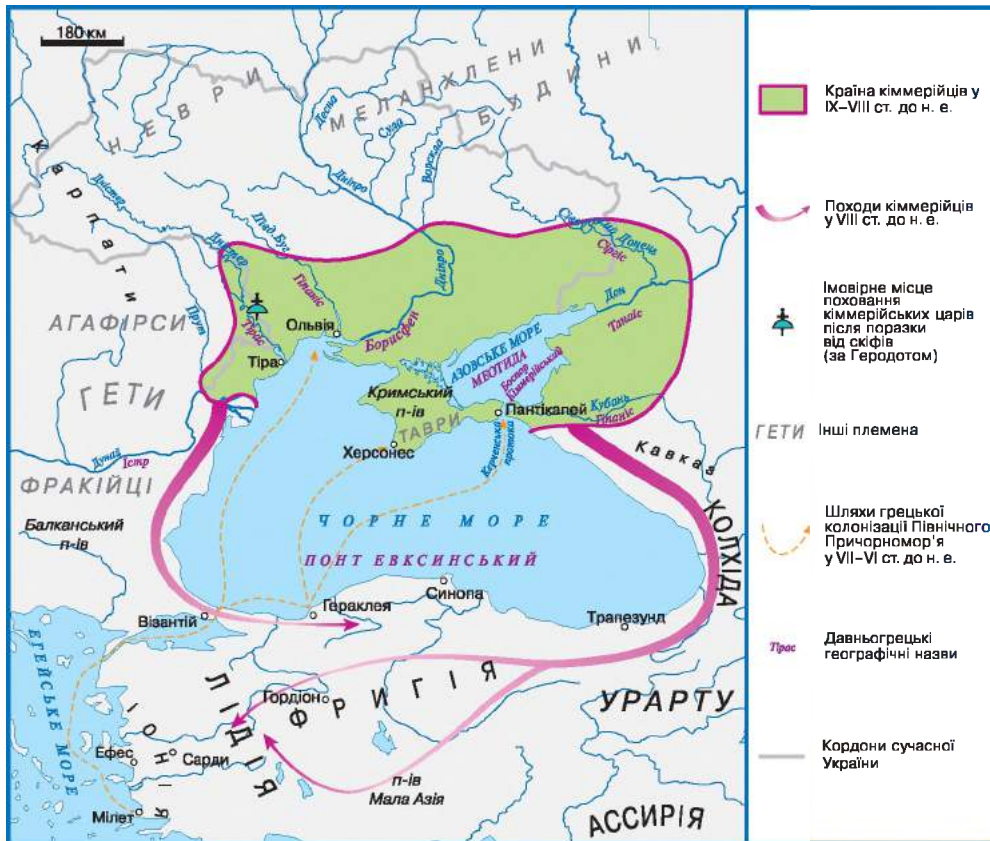 180 км
НЕВРИ
МЕЛАНХЛЕНИ
БУДИНИ
Десна
Сула
Ворскла
Дніпро
Карпати
Дністер
Півд. Буг
Дністер
Сіверський Донець
Сіргіс
Гіпаніс
Дніпро
Дон
Прут
АГАФІРСИ
Тірас
Ольвія
Борисфен
Танаїс
Тіра
АЗОВСЬКЕ МОРЕ
МЕОТИДА
Боспор
Кіммерійський
ГЕТИ
Кримський
п-ів
Пантікапей
Кубань
Гіпаніс
ТАВРИ
Херсонес
Керченська
протока
Кавказ
Дунай
Істр
ФРАКІЙЦІ
Балканський
п-ів
ЧОРНЕ МОРЕ
ПОНТ ЕВКСИНСЬКИЙ
КОЛХІДА
Синопа
Візантій
Гераклея
Трапезунд
ЕГЕЙСЬКЕ МОРЕ
ЛІДІЯ
ФРИГІЯ
Гордіон
УРАРТУ
ІОНІЯ
Ефес
Сарди
п-ів
Мала Азія
Мілет
АССИРІЯ
Країна кіммерійців у
IX–VIII ст. до н. е.
Походи кіммерійців
у VIII ст. до н. е.
Імовірне місце
поховання
кіммерійських царів
після поразки
від скіфів
(за Геродотом)
ГЕТИ
Інші племена
Шляхи грецької
колонізації Північного
Причорномор’я
у VII–VI ст. до н. е.
Тірас
Давньогрецькі
географічні назви
Кордони сучасної
України